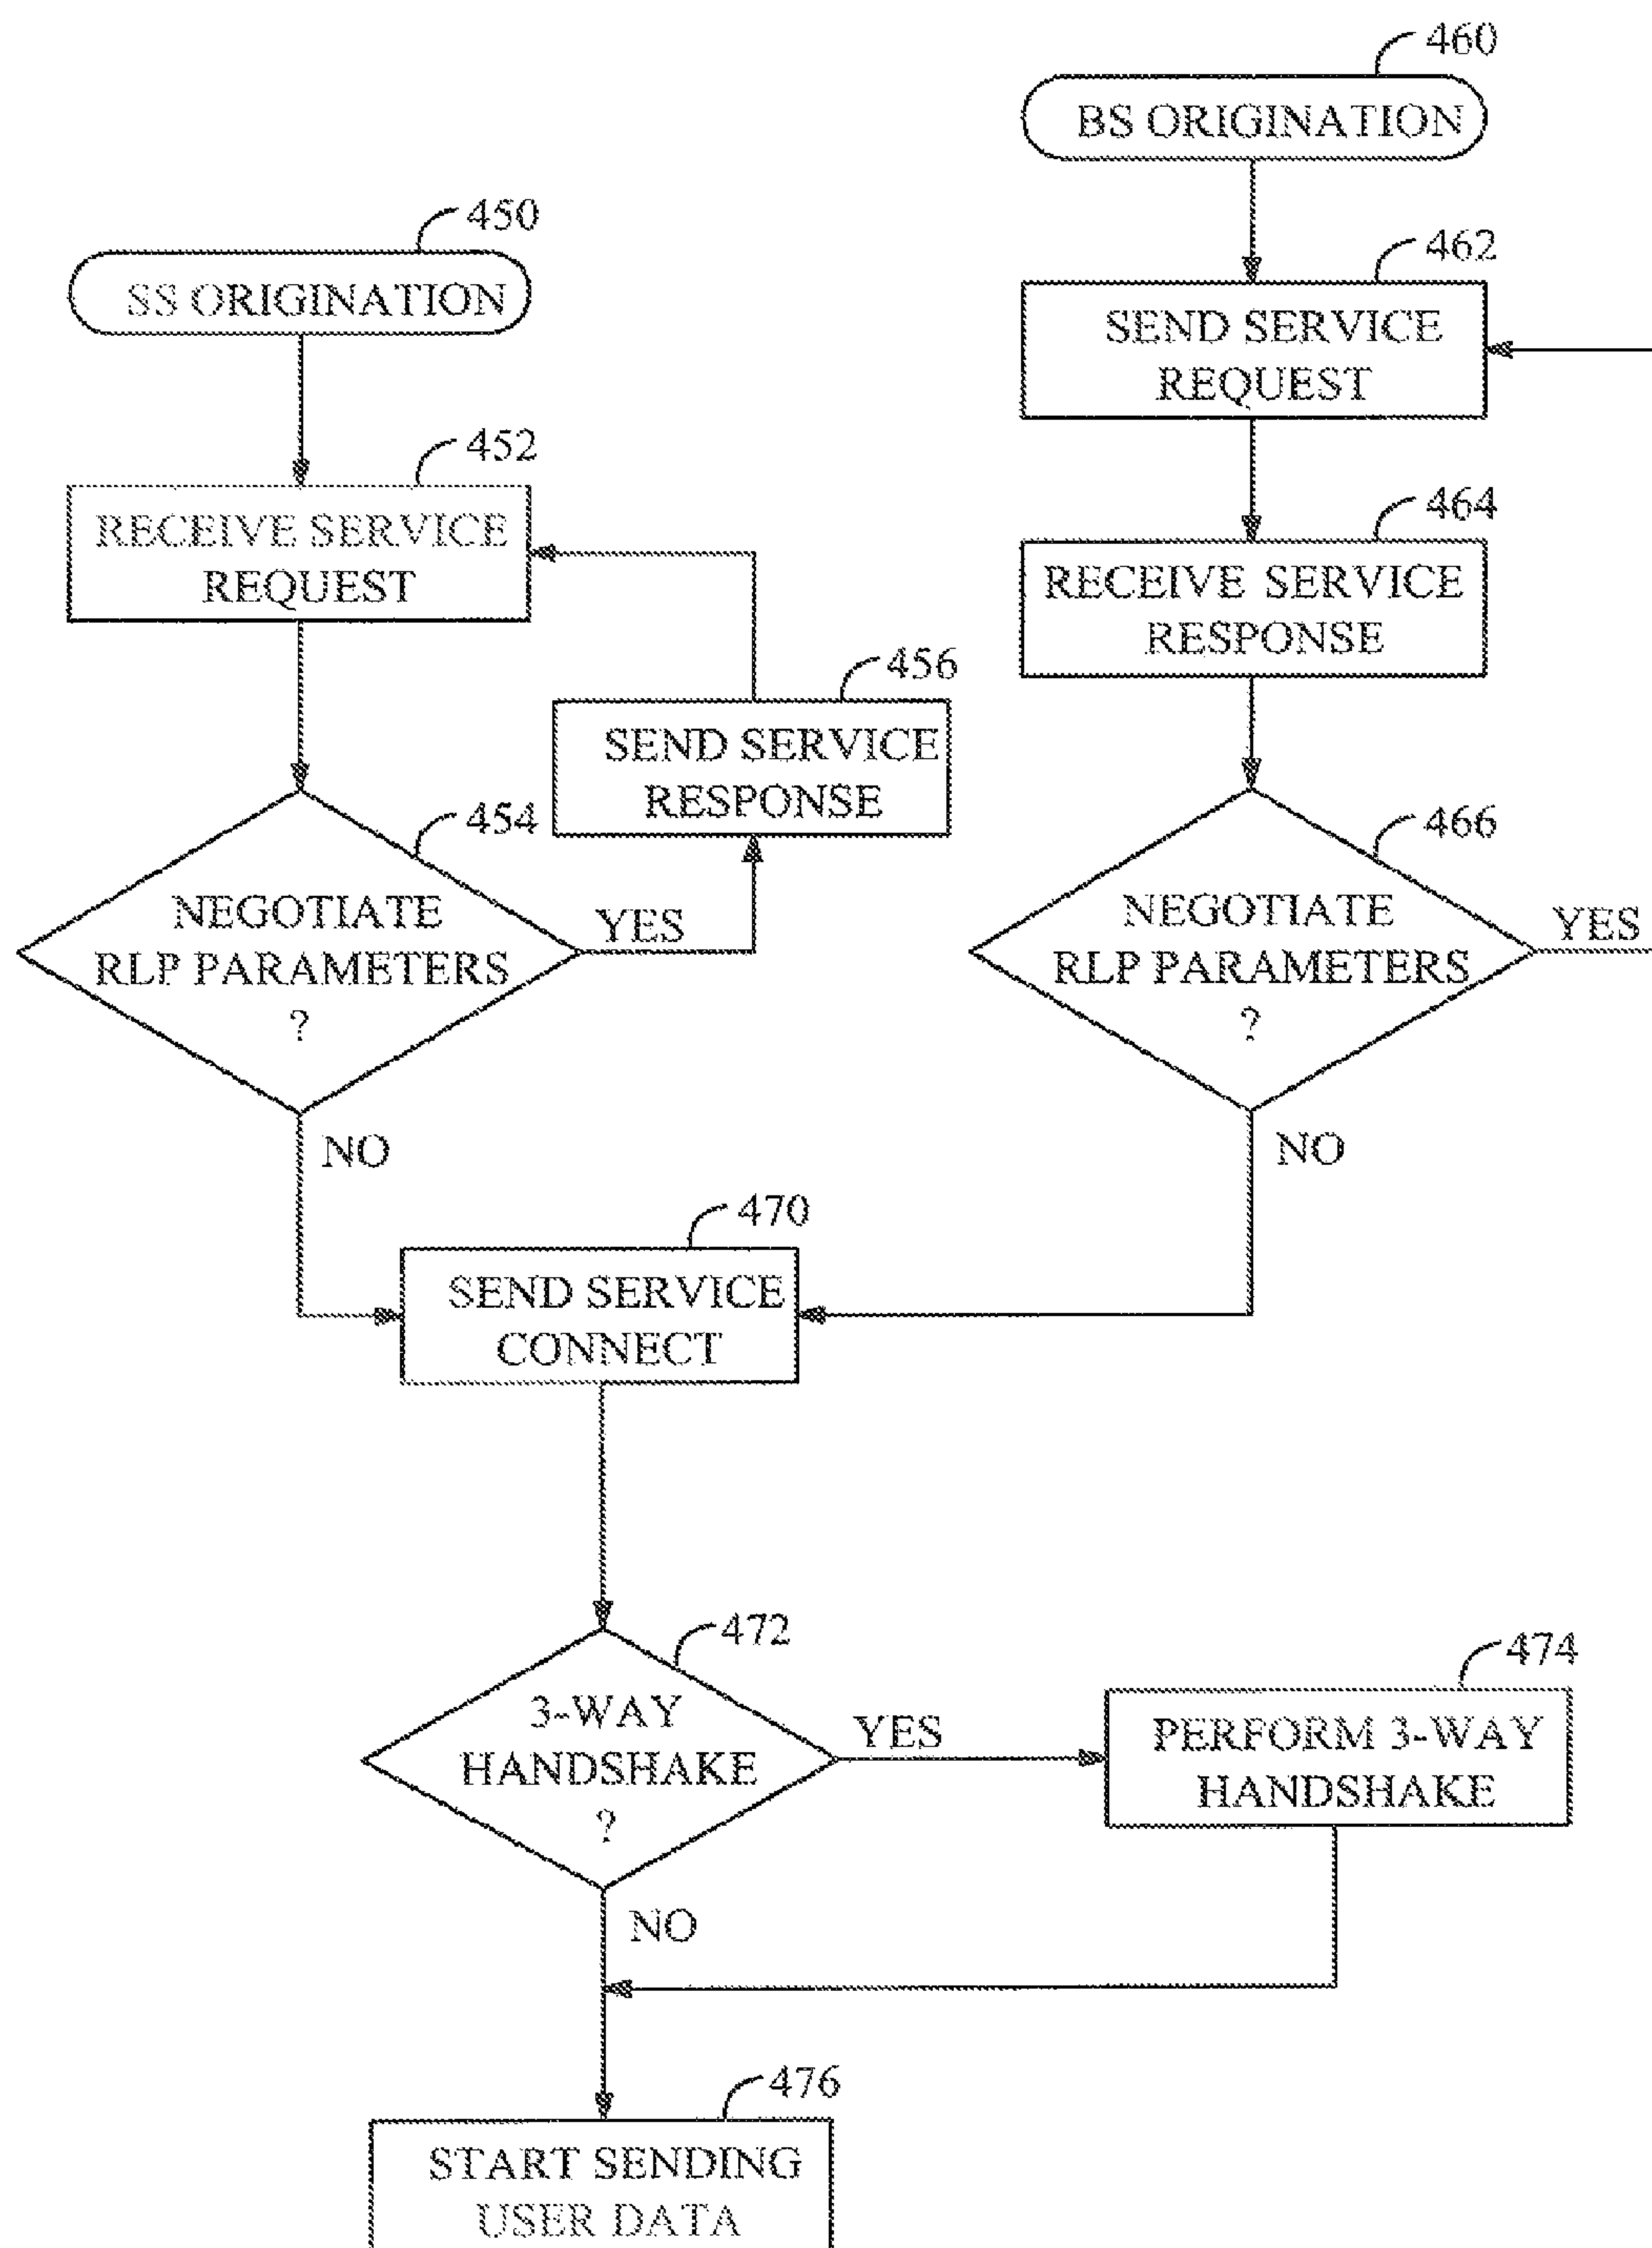 460
BS ORIGINATION
450
SS ORIGINATION
462
SEND SERVICE
REQUEST
452
RECEIVE SERVICE
REQUEST
464
RECEIVE SERVICE
RESPONSE
456
SEND SERVICE
RESPONSE
454
NEGOTIATE
RLP PARAMETERS
?
YES
NO
466
NEGOTIATE
RLP PARAMETERS
?
YES
NO
470
SEND SERVICE
CONNECT
472
3-WAY
HANDSHAKE
?
YES
NO
474
PERFORM 3-WAY
HANDSHAKE
476
START SENDING
USER DATA